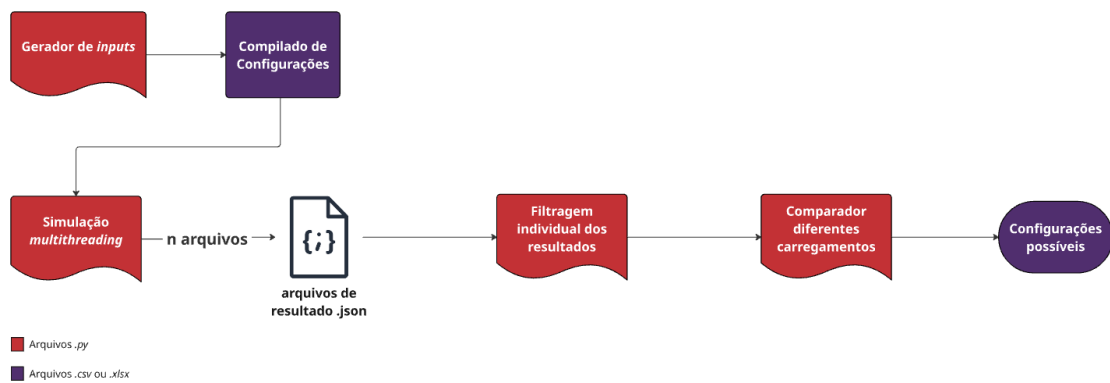 Gerador de inputs
Compilado de
Configurações
Simulação
multithreading
n arquivos
{;}
arquivos de
resultado .json
Filtragem
individual dos
resultados
Comparador
diferentes
carregamentos
Configurações
possíveis
Arquivos .py
Arquivos .csv ou .xlsx